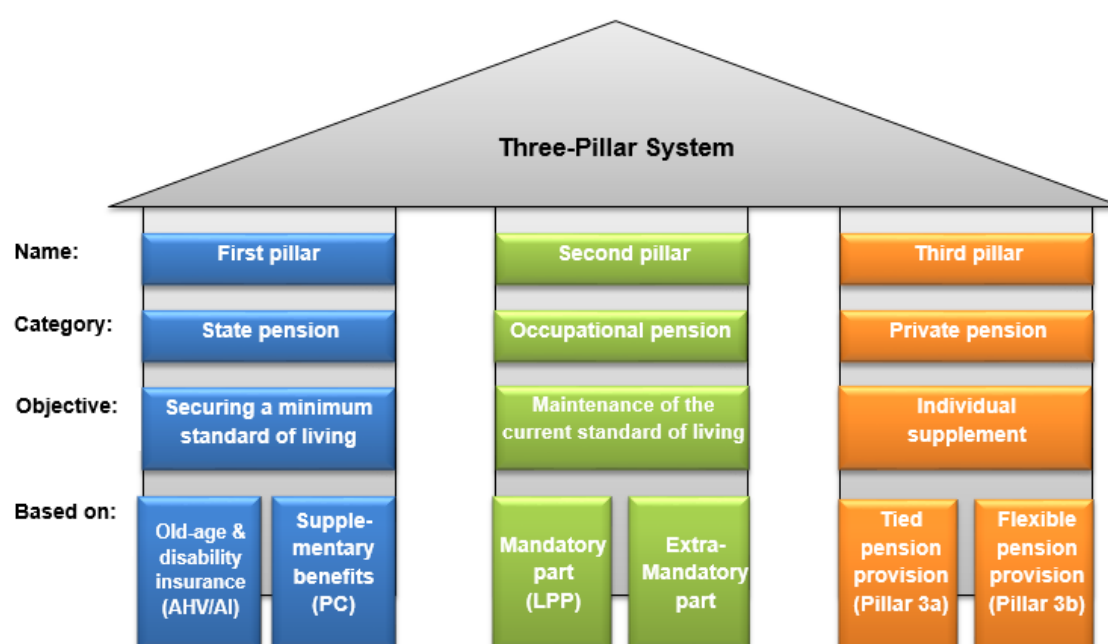 Three-Pillar System
Name:
First pillar
Second pillar
Third pillar
Category:
State pension
Occupational pension
Private pension
Objective:
Securing a minimum
standard of living
Maintenance of the
current standard of living
Individual
supplement
Based on:
Old-age &
disability
insurance
(AHV/AI)
Supple-
mentary
benefits
(PC)
Mandatory
part
(LPP)
Extra-
Mandatory
part
Tied
pension
provision
(Pillar 3a)
Flexible
pension
provision
(Pillar 3b)